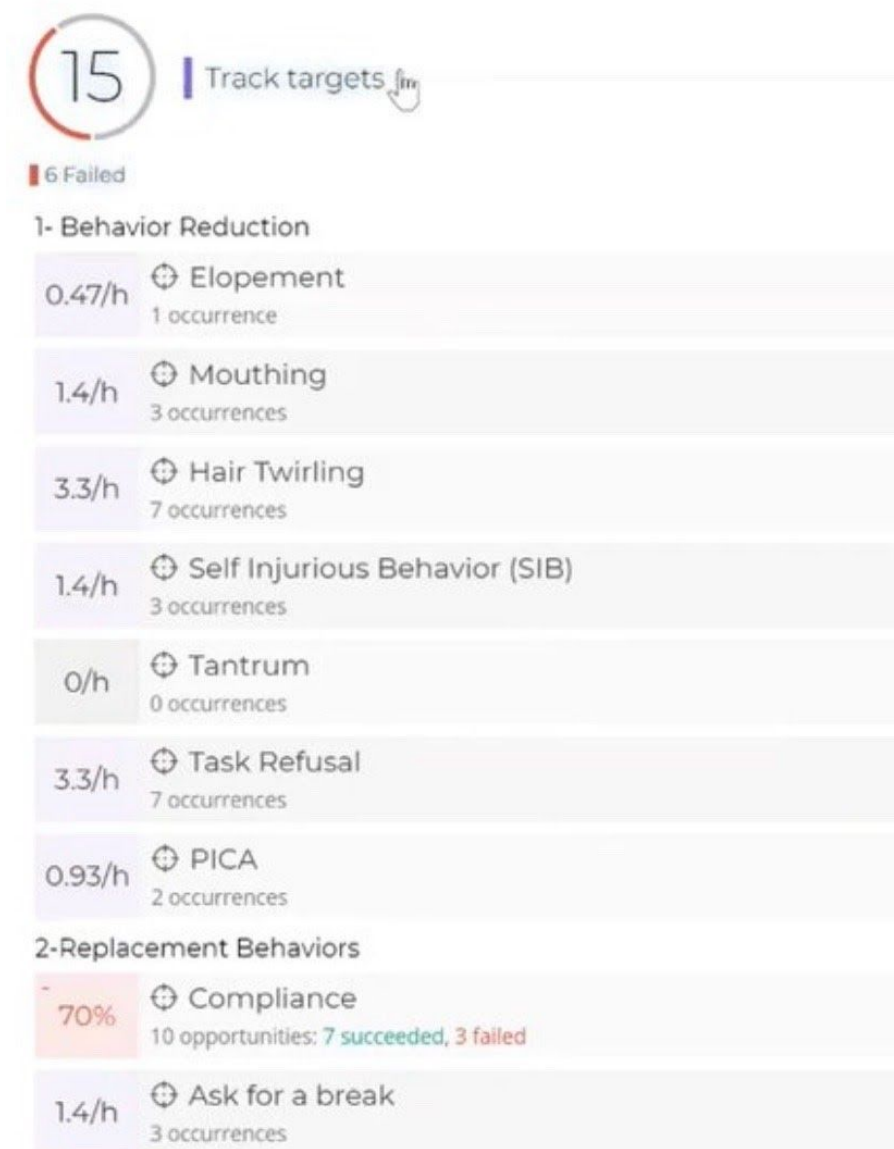 15
Track targets
6 Failed
1- Behavior Reduction
0.47/h
Elopement
1 occurrence
1.4/h
Mouthing
3 occurrences
3.3/h
Hair Twirling
7 occurrences
1.4/h
Self Injurious Behavior (SIB)
3 occurrences
0/h
Tantrum
0 occurrences
3.3/h
Task Refusal
7 occurrences
0.93/h
PICA
2 occurrences
2-Replacement Behaviors
-
70%
Compliance
10 opportunities: 7 succeeded, 3 failed
1.4/h
Ask for a break
3 occurrences